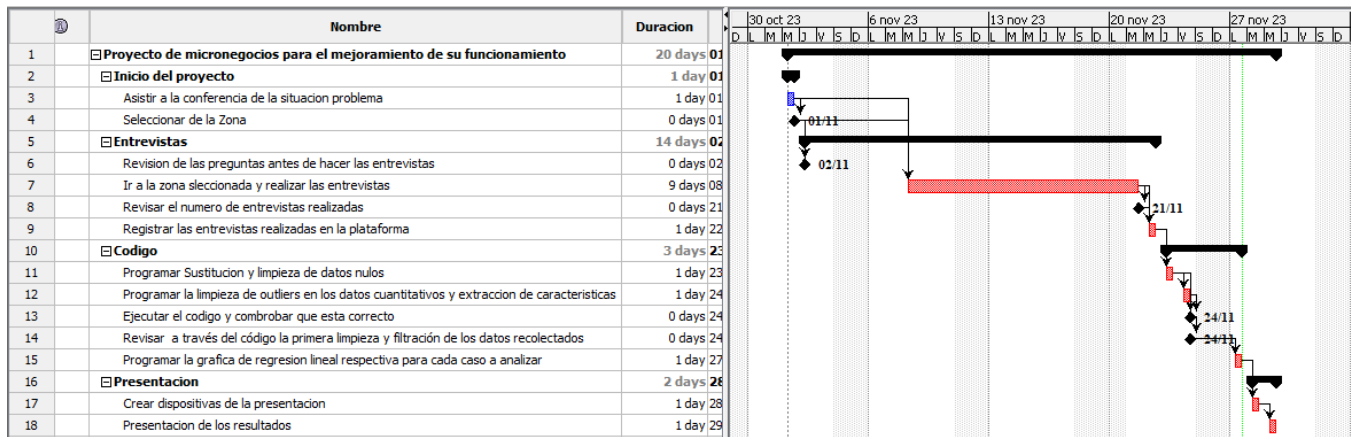 Nombre Duracion 30 oct 23 6 nov 23 13 nov 23 20 nov 23 27 nov 23
D L M M J V S D L M M J V S D L M M J V S D L M M J V S D L M M J V S D
1 Proyecto de micronegocios para el mejoramiento de su funcionamiento 20 days 01
2 Inicio del proyecto 1 day 01
3 Asistir a la conferencia de la situacion problema 1 day 01
4 Seleccionar de la Zona 0 days 01 01/11
5 Entrevistas 14 days 02
6 Revision de las preguntas antes de hacer las entrevistas 0 days 02 02/11
7 Ir a la zona sleccionada y realizar las entrevistas 9 days 08
8 Revisar el numero de entrevistas realizadas 0 days 21 21/11
9 Registrar las entrevistas realizadas en la plataforma 1 day 22
10 Codigo 3 days 23
11 Programar Sustitucion y limpieza de datos nulos 1 day 23
12 Programar la limpieza de outliers en los datos cuantitativos y extraccion de caracteristicas 1 day 24
13 Ejecutar el codigo y combrobar que esta correcto 0 days 24 24/11
14 Revisar a través del código la primera limpieza y filtración de los datos recolectados 0 days 24 24/11
15 Programar la grafica de regresion lineal respectiva para cada caso a analizar 1 day 27
16 Presentacion 2 days 28
17 Crear dispositivas de la presentacion 1 day 28
18 Presentacion de los resultados 1 day 29